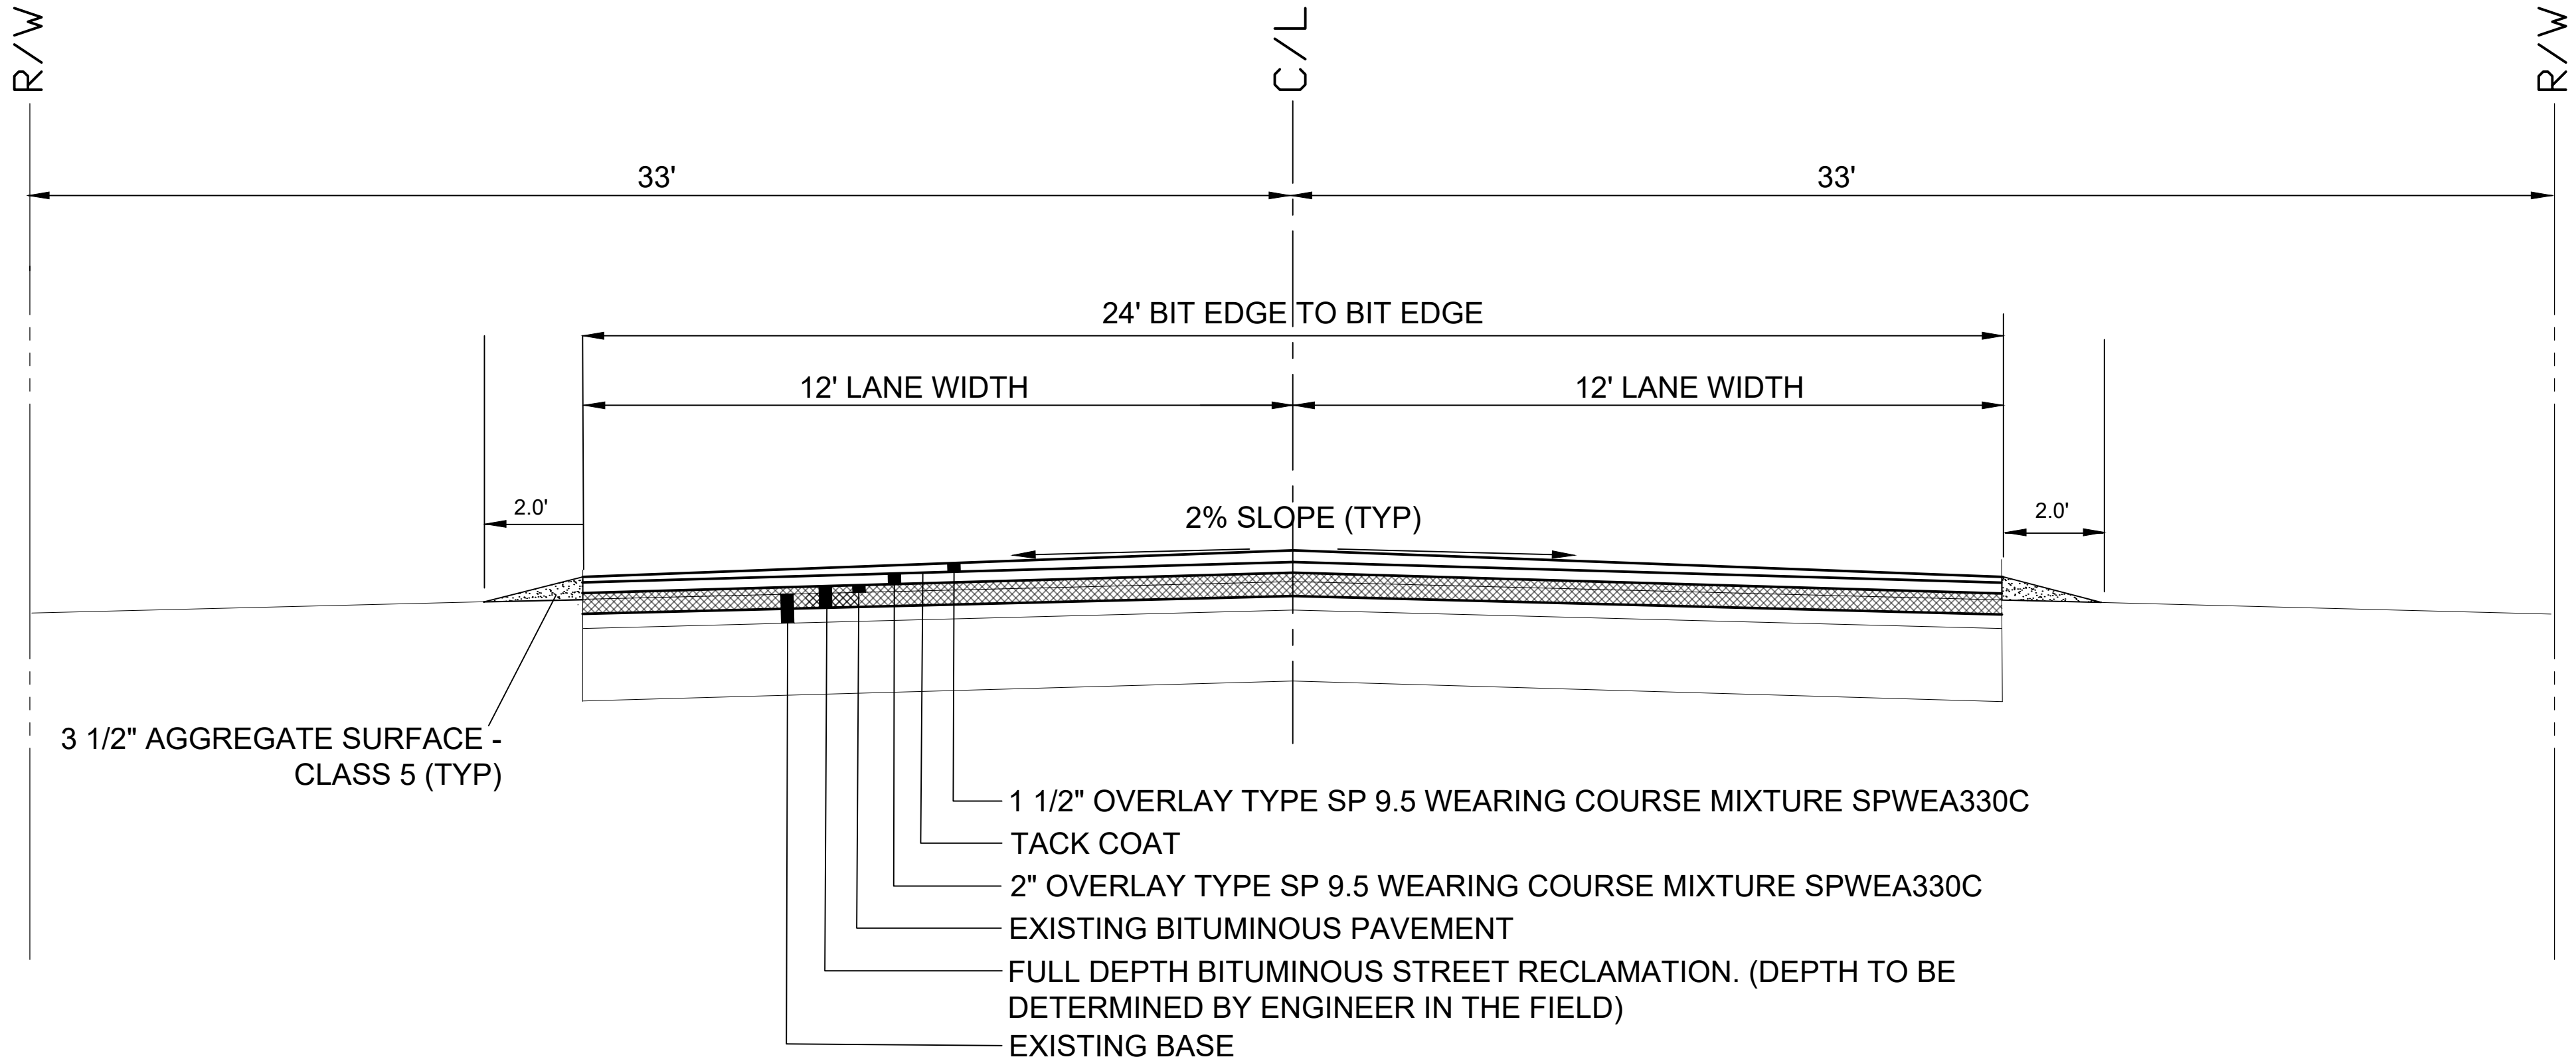 R/W
C/L
R/W
33'
33'
24' BIT EDGE TO BIT EDGE
12' LANE WIDTH
12' LANE WIDTH
2.0'
2% SLOPE (TYP)
2.0'
3 1/2" AGGREGATE SURFACE -
CLASS 5 (TYP)
1 1/2" OVERLAY TYPE SP 9.5 WEARING COURSE MIXTURE SPWEA330C
TACK COAT
2" OVERLAY TYPE SP 9.5 WEARING COURSE MIXTURE SPWEA330C
EXISTING BITUMINOUS PAVEMENT
FULL DEPTH BITUMINOUS STREET RECLAMATION. (DEPTH TO BE
DETERMINED BY ENGINEER IN THE FIELD)
EXISTING BASE